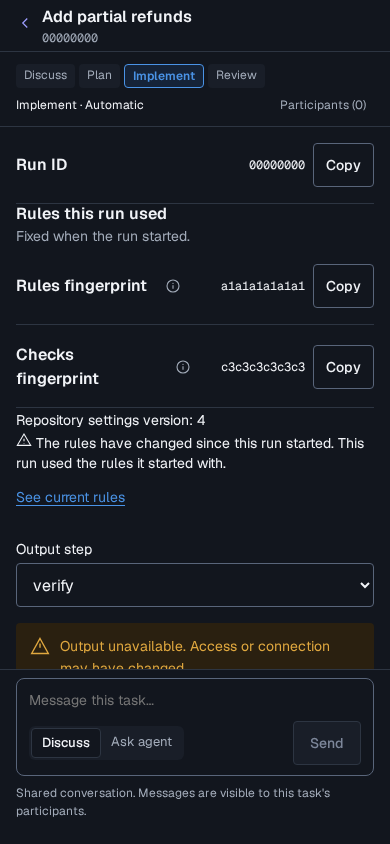 Add partial refunds
00000000
Discuss Plan Implement Review
Implement · Automatic Participants (0)
Run ID 00000000 Copy
Rules this run used
Fixed when the run started.
Rules fingerprint a1a1a1a1a1a1 Copy
Checks
fingerprint c3c3c3c3c3c3 Copy
Repository settings version: 4
The rules have changed since this run started. This
run used the rules it started with.
See current rules
Output step
verify
Output unavailable. Access or connection
may have changed.
Message this task…
Discuss Ask agent Send
Shared conversation. Messages are visible to this task's
participants.